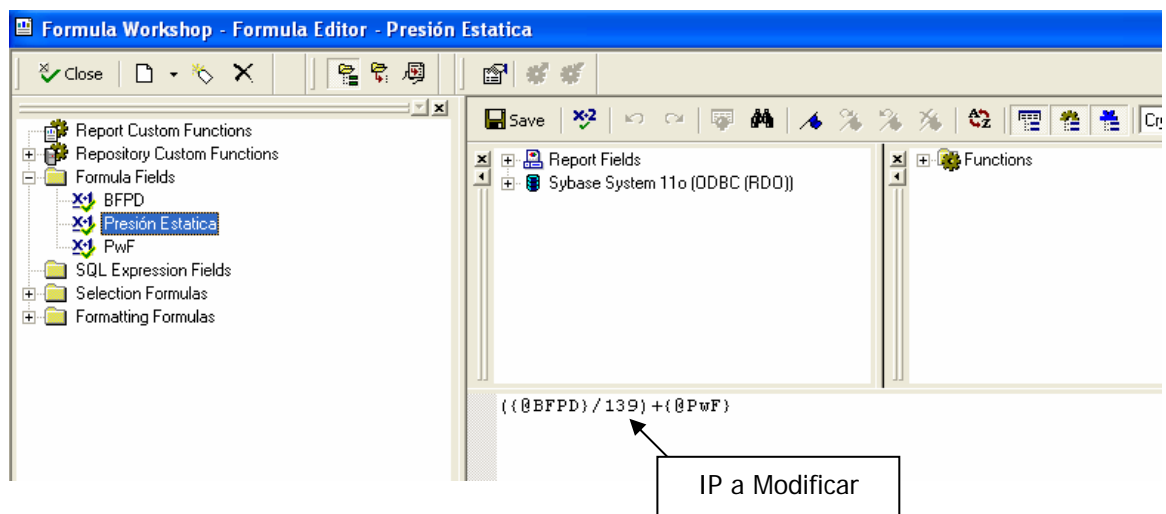 Formula Workshop - Formula Editor - Presión Estatica
Close
Save
Report Custom Functions
Repository Custom Functions
Formula Fields
BFPD
Presión Estatica
PwF
SQL Expression Fields
Selection Formulas
Formatting Formulas
Report Fields
Sybase System 11o (ODBC (RDO))
Functions
({@BFPD}/139)+{@PwF}
IP a Modificar